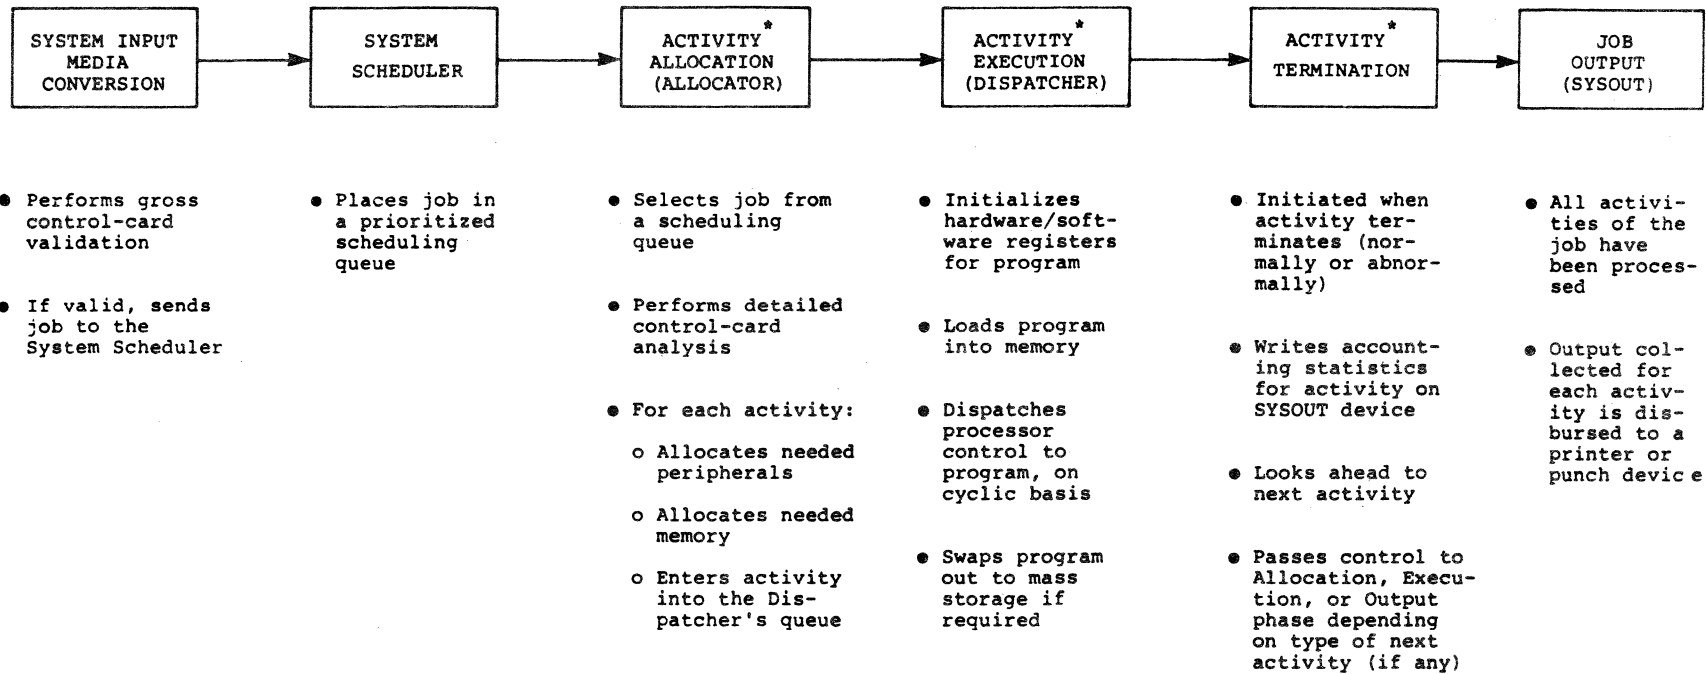 SYSTEM INPUT
MEDIA
CONVERSION
SYSTEM
SCHEDULER
ACTIVITY*
ALLOCATION
(ALLOCATOR)
ACTIVITY*
EXECUTION
(DISPATCHER)
ACTIVITY*
TERMINATION
JOB
OUTPUT
(SYSOUT)
● Performs gross
control-card
validation
● If valid, sends
job to the
System Scheduler
● Places job in
a prioritized
scheduling
queue
● Selects job from
a scheduling
queue
● Performs detailed
control-card
analysis
● For each activity:
o Allocates needed
peripherals
o Allocates needed
memory
o Enters activity
into the Dis-
patcher's queue
● Initializes
hardware/soft-
ware registers
for program
● Loads program
into memory
● Dispatches
processor
control to
program, on
cyclic basis
● Swaps program
out to mass
storage if
required
● Initiated when
activity ter-
minates (nor-
mally or abnor-
mally)
● Writes account-
ing statistics
for activity on
SYSOUT device
● Looks ahead to
next activity
● Passes control to
Allocation, Execu-
tion, or Output
phase depending
on type of next
activity (if any)
● All activi-
ties of the
job have
been proces-
sed
● Output col-
lected for
each activ-
ity is dis-
bursed to a
printer or
punch device